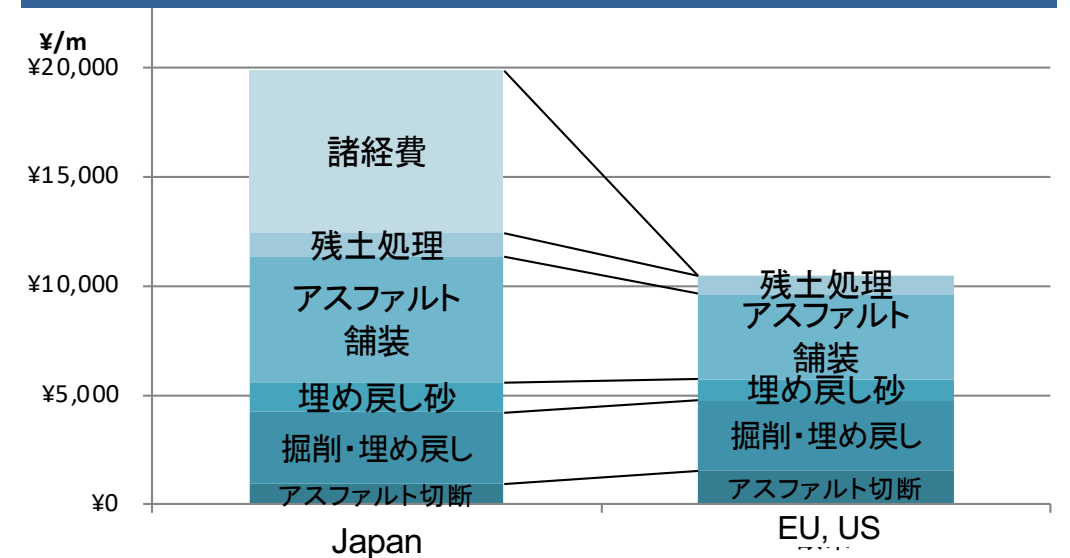 ¥/m
¥20,000
¥15,000
¥10,000
¥5,000
¥0
諸経費
残土処理
アスファルト
舗装
埋め戻し砂
掘削・埋め戻し
アスファルト切断
残土処理
アスファルト
舗装
埋め戻し砂
掘削・埋め戻し
アスファルト切断
Japan
EU, US